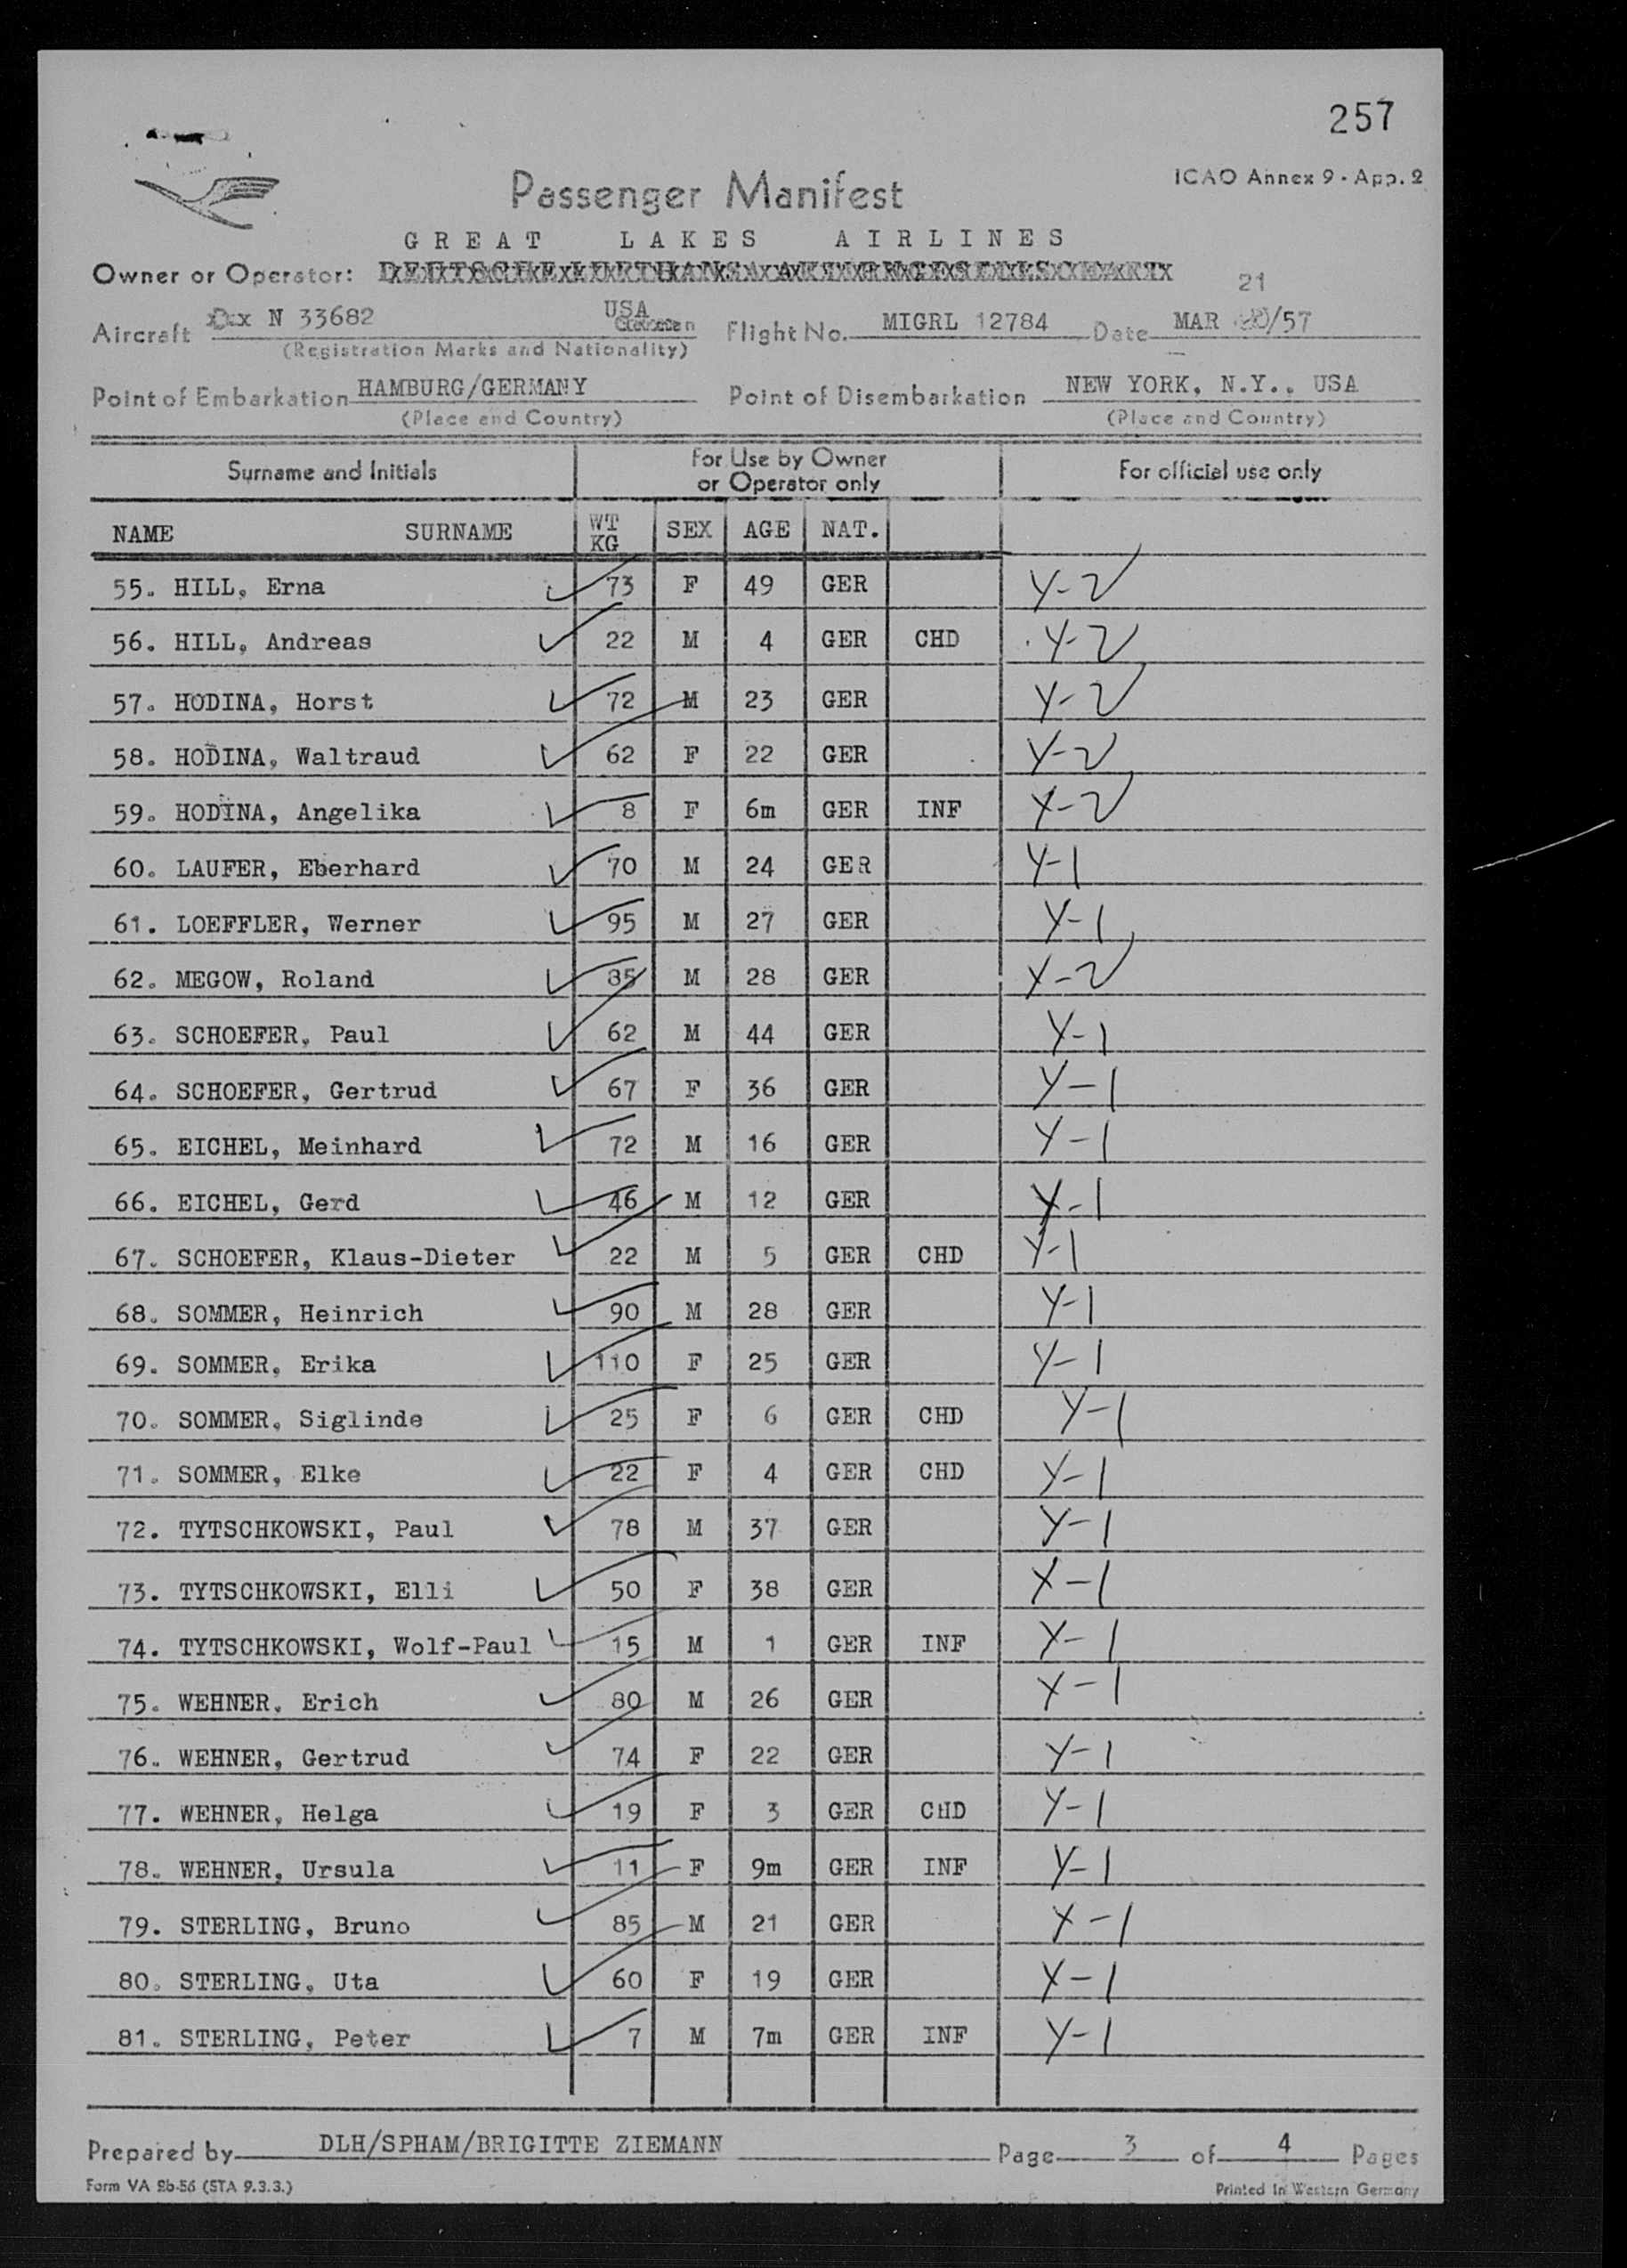 257
ICAO Annex 9 - App. 2
Passenger Manifest
GREAT LAKES AIRLINES
Owner or Operator:
21
Aircraft N 33682 USA Flight No. MIGRL 12784 Date MAR /57
(Registration Marks and Nationality)
Point of Embarkation HAMBURG/GERMANY Point of Disembarkation NEW YORK, N.Y., USA
(Place and Country) (Place and Country)
Surname and Initials For Use by Owner or Operator only For official use only
NAME SURNAME WT KG SEX AGE NAT.
55. HILL, Erna 73 F 49 GER Y-2
56. HILL, Andreas 22 M 4 GER CHD Y-2
57. HODINA, Horst 72 M 23 GER Y-2
58. HODINA, Waltraud 62 F 22 GER Y-2
59. HODINA, Angelika 8 F 6m GER INF Y-2
60. LAUFER, Eberhard 70 M 24 GER Y-1
61. LOEFFLER, Werner 95 M 27 GER Y-1
62. MEGOW, Roland 85 M 28 GER Y-2
63. SCHOEFER, Paul 62 M 44 GER Y-1
64. SCHOEFER, Gertrud 67 F 36 GER Y-1
65. EICHEL, Meinhard 72 M 16 GER Y-1
66. EICHEL, Gerd 46 M 12 GER Y-1
67. SCHOEFER, Klaus-Dieter 22 M 5 GER CHD Y-1
68. SOMMER, Heinrich 90 M 28 GER Y-1
69. SOMMER, Erika 110 F 25 GER Y-1
70. SOMMER, Siglinde 25 F 6 GER CHD Y-1
71. SOMMER, Elke 22 F 4 GER CHD Y-1
72. TYTSCHKOWSKI, Paul 78 M 37 GER Y-1
73. TYTSCHKOWSKI, Elli 50 F 38 GER Y-1
74. TYTSCHKOWSKI, Wolf-Paul 15 M 1 GER INF Y-1
75. WEHNER, Erich 80 M 26 GER Y-1
76. WEHNER, Gertrud 74 F 22 GER Y-1
77. WEHNER, Helga 19 F 3 GER CHD Y-1
78. WEHNER, Ursula 11 F 9m GER INF Y-1
79. STERLING, Bruno 85 M 21 GER Y-1
80. STERLING, Uta 60 F 19 GER Y-1
81. STERLING, Peter 7 M 7m GER INF Y-1
Prepared by DLH/SPHAM/BRIGITTE ZIEMANN Page 3 of 4 Pages
Form VA 2b-56 (STA 9.3.3.) Printed in Western Germany